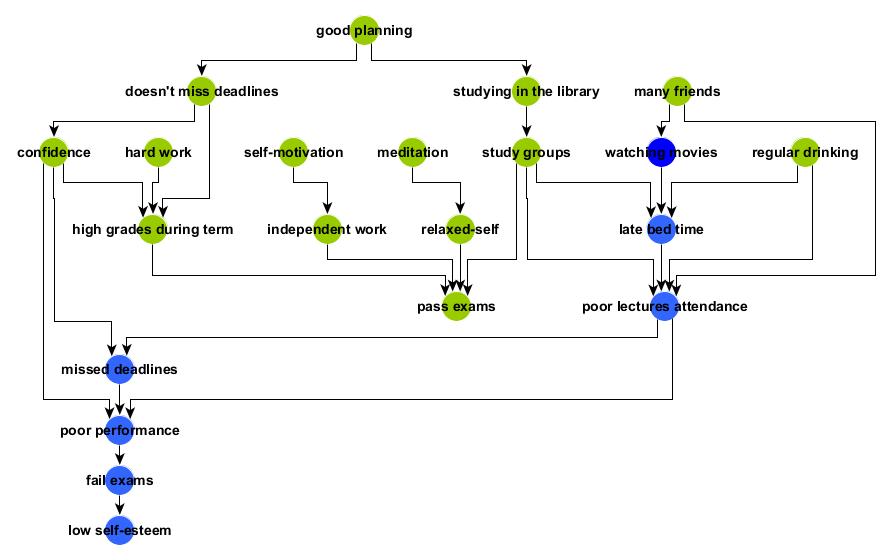 good planning
doesn't miss deadlines
studying in the library
many friends
confidence
hard work
self-motivation
meditation
study groups
watching movies
regular drinking
high grades during term
independent work
relaxed-self
late bed time
pass exams
poor lectures attendance
missed deadlines
poor performance
fail exams
low self-esteem